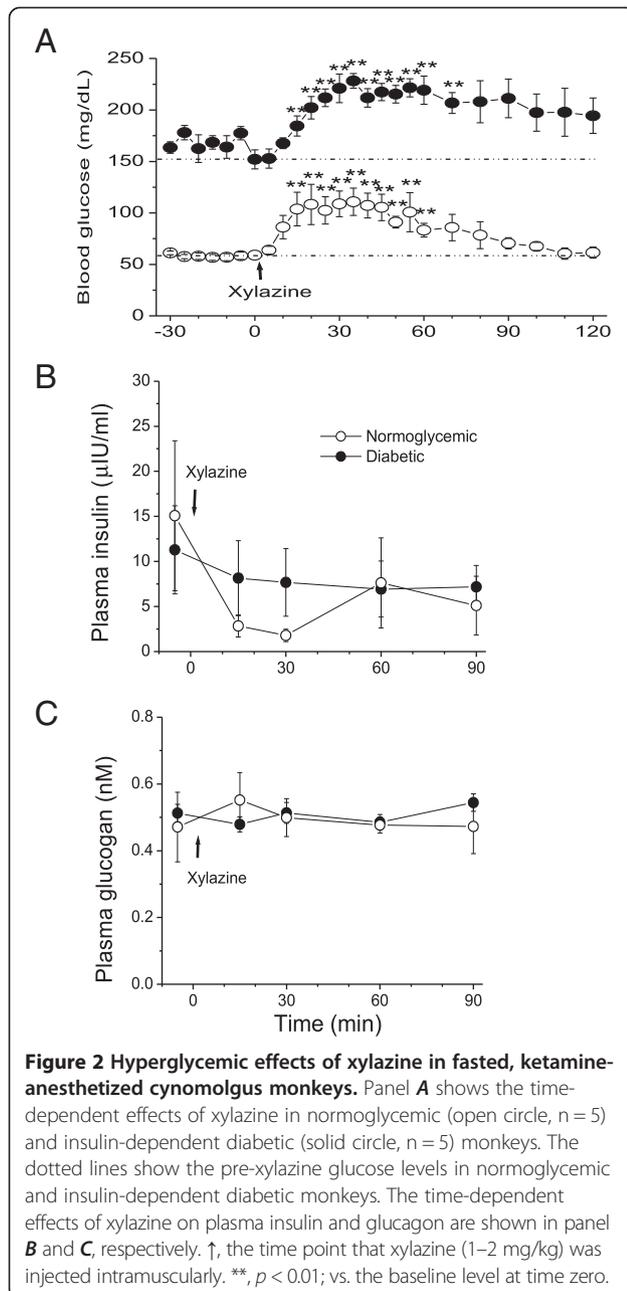 A
Blood glucose (mg/dL)
250
200
150
100
50
0
** ** ** ** ** ** ** ** ** ** **
** ** ** ** ** ** ** ** ** **
Xylazine
-30 0 30 60 90 120
B
Plasma insulin (µIU/ml)
30
25
20
15
10
5
0
Normoglycemic
Diabetic
Xylazine
0 30 60 90
C
Plasma glucogan (nM)
0.8
0.6
0.4
0.2
0.0
Xylazine
0 30 60 90
Time (min)
Figure 2 Hyperglycemic effects of xylazine in fasted, ketamine-
anesthetized cynomolgus monkeys. Panel A shows the time-
dependent effects of xylazine in normoglycemic (open circle, n = 5)
and insulin-dependent diabetic (solid circle, n = 5) monkeys. The
dotted lines show the pre-xylazine glucose levels in normoglycemic
and insulin-dependent diabetic monkeys. The time-dependent
effects of xylazine on plasma insulin and glucagon are shown in panel
B and C, respectively. ↑, the time point that xylazine (1–2 mg/kg) was
injected intramuscularly. **, p < 0.01; vs. the baseline level at time zero.